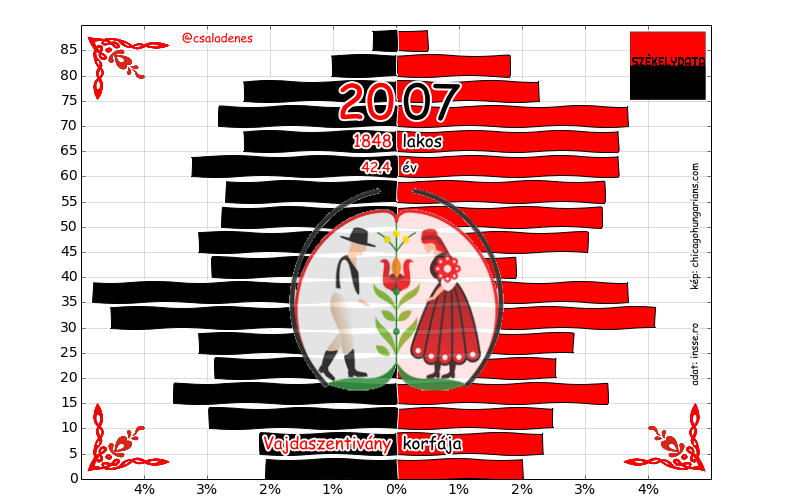 @csaladenes
SZÉKELYDATA
2007
1848 lakos
42.4 év
kép: chicagohungarians.com
adat: insse.ro
Vajdaszentivány korfája
85
80
75
70
65
60
55
50
45
40
35
30
25
20
15
10
5
0
4% 3% 2% 1% 0% 1% 2% 3% 4%